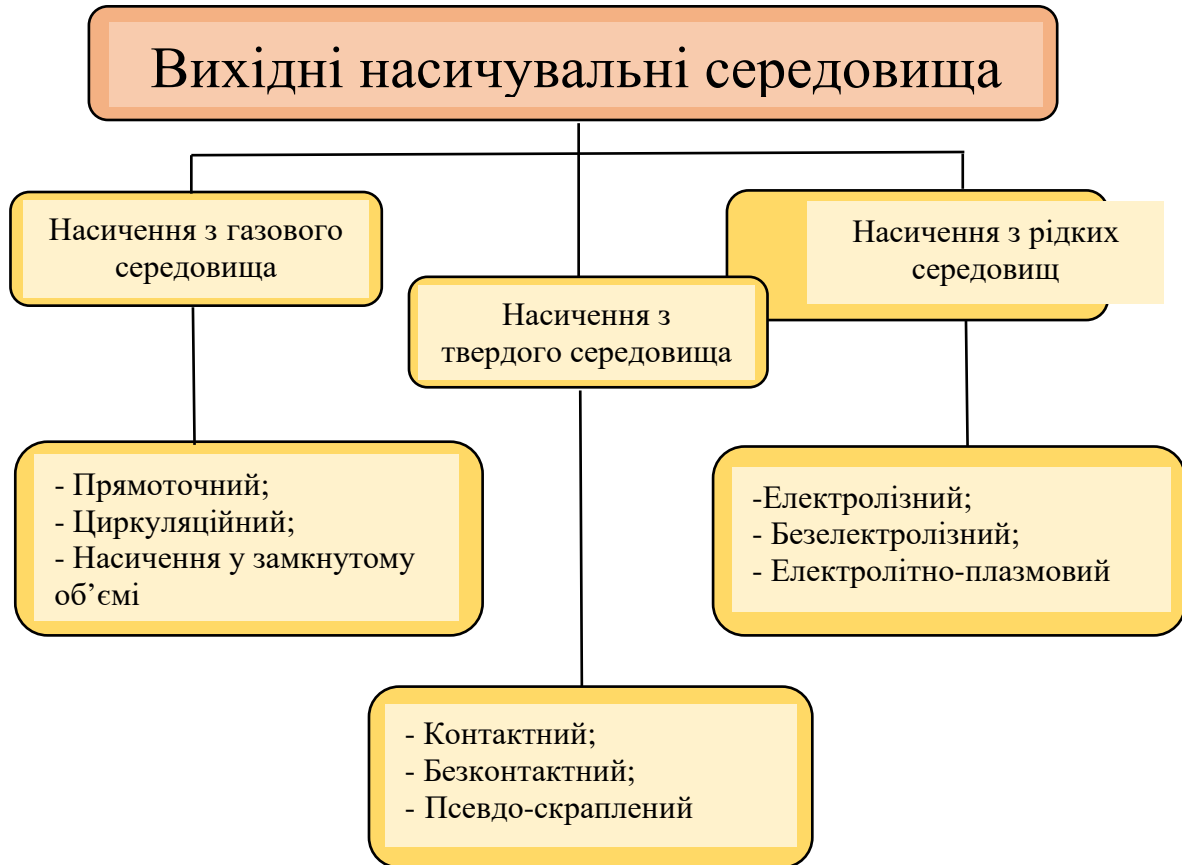 Вихідні насичувальні середовища
Насичення з газового
середовища
Насичення з
твердого середовища
Насичення з рідких
середовищ
- Прямоточний;
- Циркуляційний;
- Насичення у замкнутому
об’ємі
-Електролізний;
- Безелектролізний;
- Електролітно-плазмовий
- Контактний;
- Безконтактний;
- Псевдо-скраплений